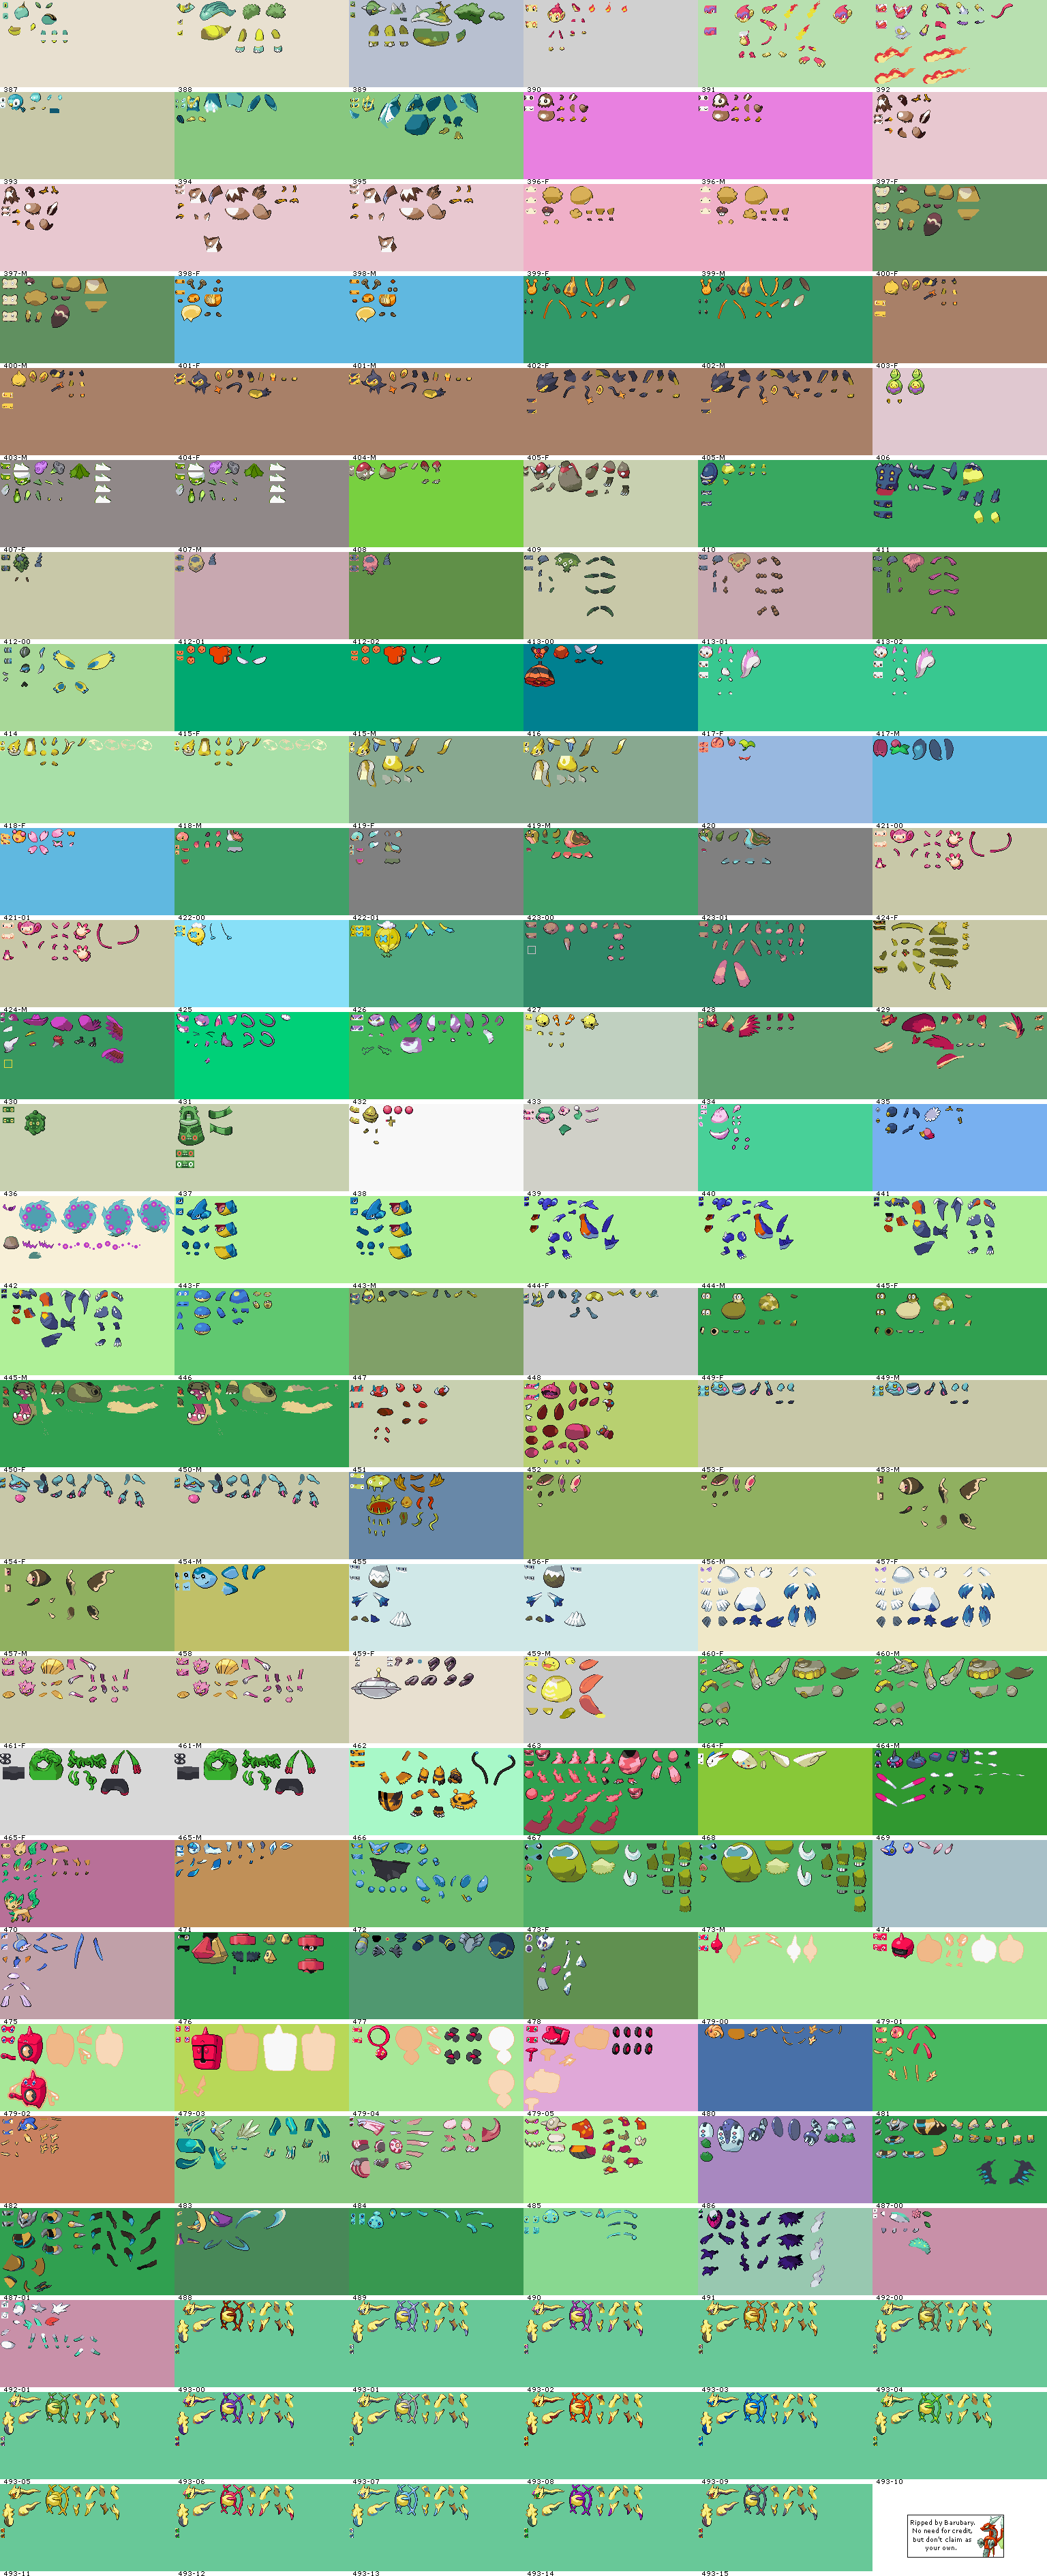 387 388 389 390 391 392
393 394 395 396-F 396-M 397-F
397-M 398-F 398-M 399-F 399-M 400-F
400-M 401-F 401-M 402-F 402-M 403-F
403-M 404-F 404-M 405-F 405-M 406
407-F 407-M 408 409 410 411
412-00 412-01 412-02 413-00 413-01 413-02
414 415-F 415-M 416 417-F 417-M
418-F 418-M 419-F 419-M 420 421-00
421-01 422-00 422-01 423-00 423-01 424-F
424-M 425 426 427 428 429
430 431 432 433 434 435
436 437 438 439 440 441
442 443-F 443-M 444-F 444-M 445-F
445-M 446 447 448 449-F 449-M
450-F 450-M 451 452 453-F 453-M
454-F 454-M 455 456-F 456-M 457-F
457-M 458 459-F 459-M 460-F 460-M
461-F 461-M 462 463 464-F 464-M
465-F 465-M 466 467 468 469
470 471 472 473-F 473-M 474
475 476 477 478 479-00 479-01
479-02 479-03 479-04 479-05 480 481
482 483 484 485 486 487-00
487-01 488 489 490 491 492-00
492-01 493-00 493-01 493-02 493-03 493-04
493-05 493-06 493-07 493-08 493-09 493-10
Ripped by Barubary.
No need for credit,
but don't claim as
your own.
493-11 493-12 493-13 493-14 493-15